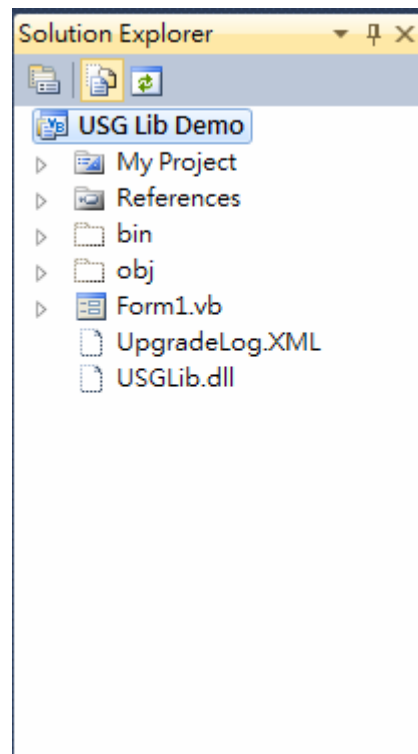 Solution Explorer
USG Lib Demo
My Project
References
bin
obj
Form1.vb
UpgradeLog.XML
USGLib.dll